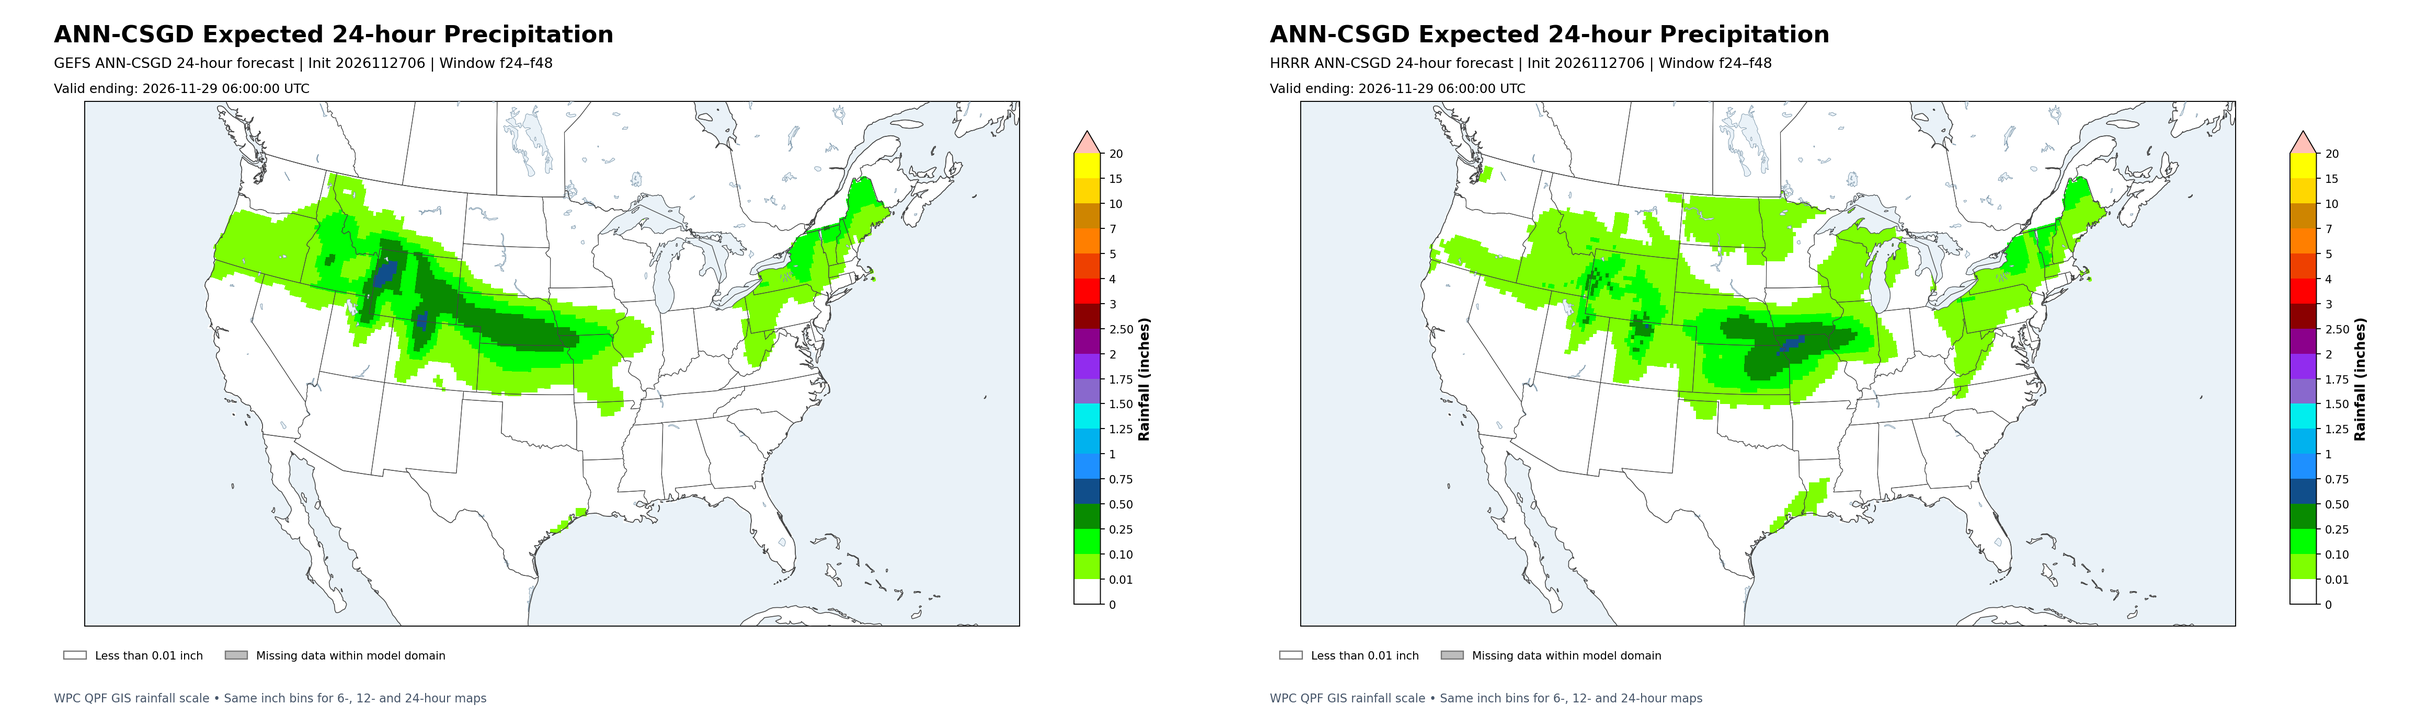 ANN-CSGD Expected 24-hour Precipitation
GEFS ANN-CSGD 24-hour forecast | Init 2026112706 | Window f24–f48
Valid ending: 2026-11-29 06:00:00 UTC
20
15
10
7
5
4
3
2.50
2
1.75
1.50
1.25
1
0.75
0.50
0.25
0.10
0.01
0
Rainfall (inches)
Less than 0.01 inch
Missing data within model domain
WPC QPF GIS rainfall scale • Same inch bins for 6-, 12- and 24-hour maps
ANN-CSGD Expected 24-hour Precipitation
HRRR ANN-CSGD 24-hour forecast | Init 2026112706 | Window f24–f48
Valid ending: 2026-11-29 06:00:00 UTC
20
15
10
7
5
4
3
2.50
2
1.75
1.50
1.25
1
0.75
0.50
0.25
0.10
0.01
0
Rainfall (inches)
Less than 0.01 inch
Missing data within model domain
WPC QPF GIS rainfall scale • Same inch bins for 6-, 12- and 24-hour maps